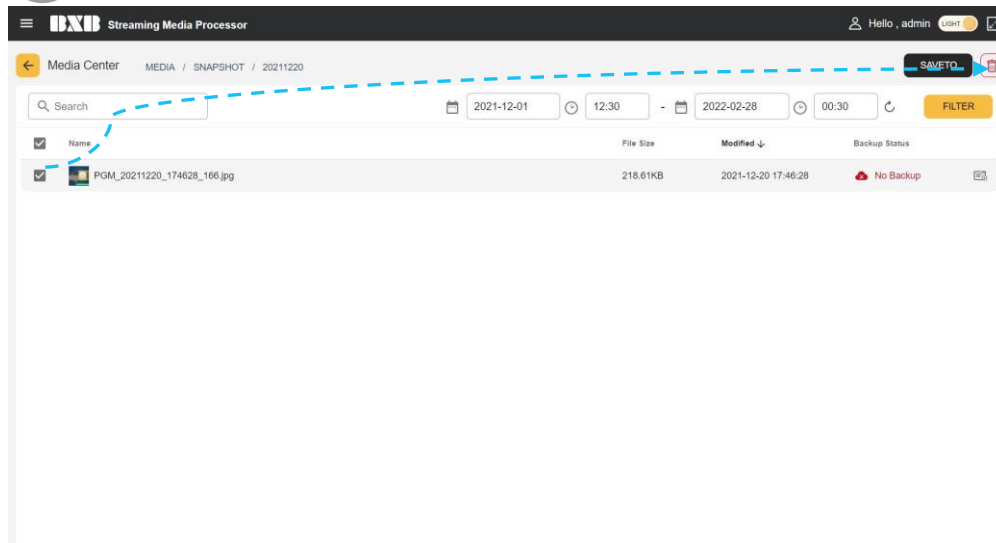 BXB Streaming Media Processor Hello , admin LIGHT
Media Center MEDIA / SNAPSHOT / 20211220 SAVETO
Search 2021-12-01 12:30 - 2022-02-28 00:30 FILTER
Name File Size Modified Backup Status
PGM_20211220_174628_166.jpg 218.61KB 2021-12-20 17:46:28 No Backup